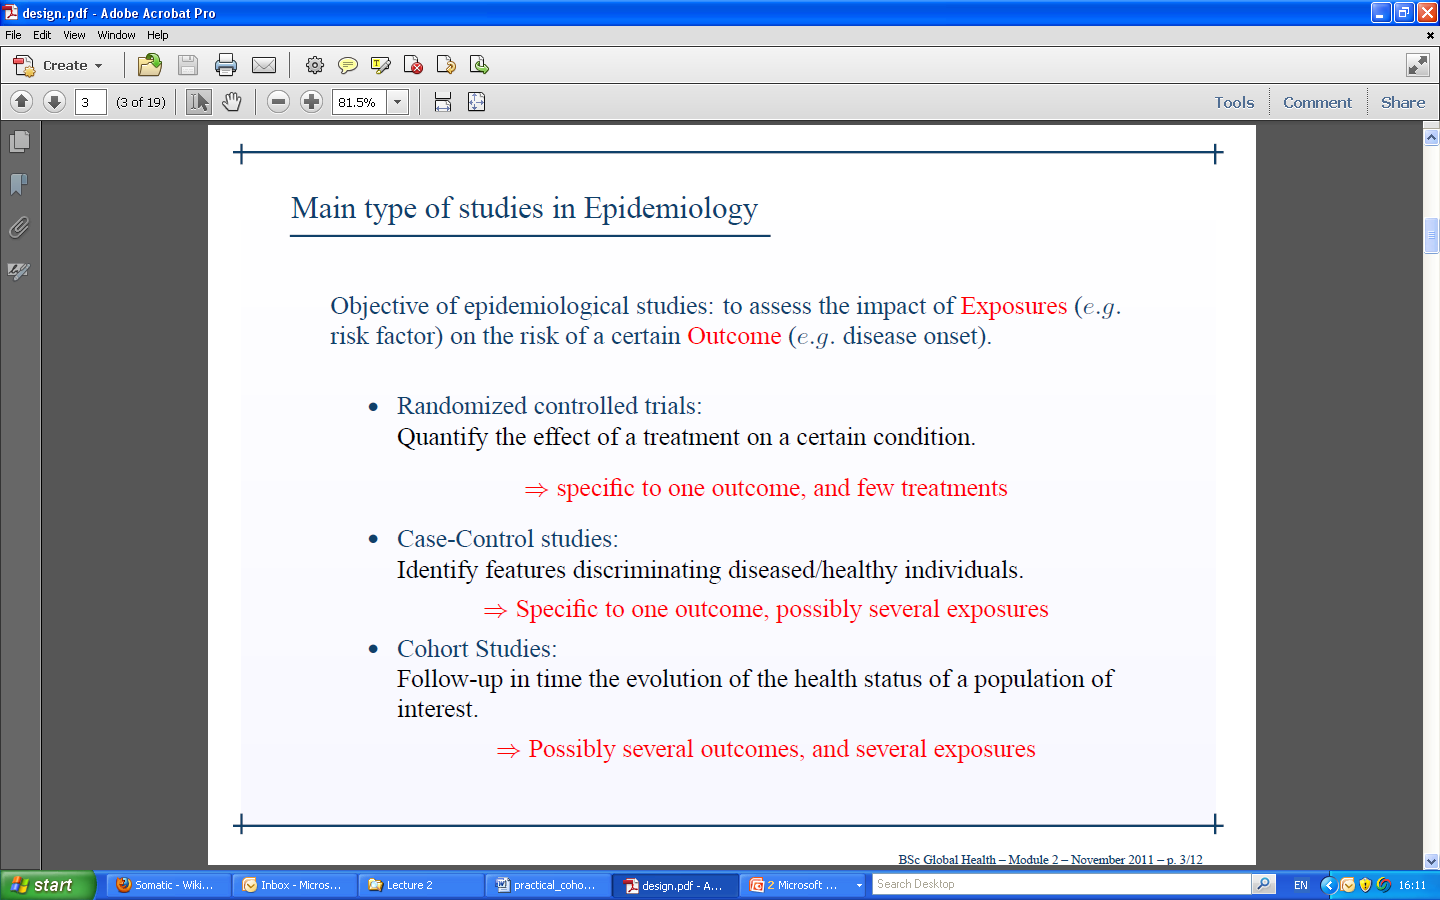 design.pdf - Adobe Acrobat Pro
File Edit View Window Help
Create
3 (3 of 19) 81.5% Tools Comment Share
Main type of studies in Epidemiology
Objective of epidemiological studies: to assess the impact of Exposures (e.g.
risk factor) on the risk of a certain Outcome (e.g. disease onset).
• Randomized controlled trials:
Quantify the effect of a treatment on a certain condition.
⇒ specific to one outcome, and few treatments
• Case-Control studies:
Identify features discriminating diseased/healthy individuals.
⇒ Specific to one outcome, possibly several exposures
• Cohort Studies:
Follow-up in time the evolution of the health status of a population of
interest.
⇒ Possibly several outcomes, and several exposures
BSc Global Health – Module 2 – November 2011 – p. 3/12
start Somatic - Wiki... Inbox - Micros... Lecture 2 practical_coho... design.pdf - A... 2 Microsoft ... Search Desktop EN 16:11